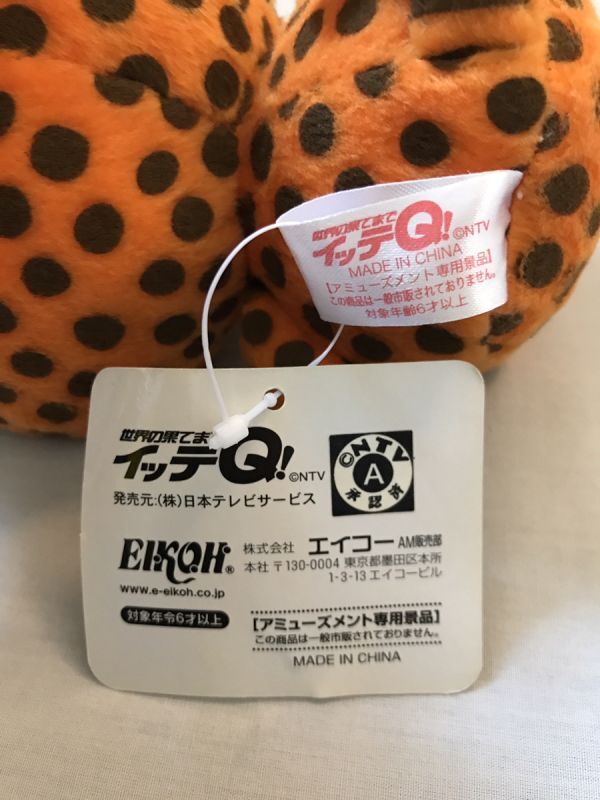 世界の果てまで
イッテQ! ©NTV
MADE IN CHINA
【アミューズメント専用景品】
この商品は一般市販されておりません。
対象年齢6才以上
世界の果てま
イッテQ! ©NTV
発売元:(株)日本テレビサービス
©NTV
A
承認済
EIKOH®
www.e-eikoh.co.jp
対象年令6才以上
株式会社 エイコー AM販売部
本社 〒130-0004 東京都墨田区本所
1-3-13 エイコービル
【アミューズメント専用景品】
この商品は一般市販されておりません。
MADE IN CHINA